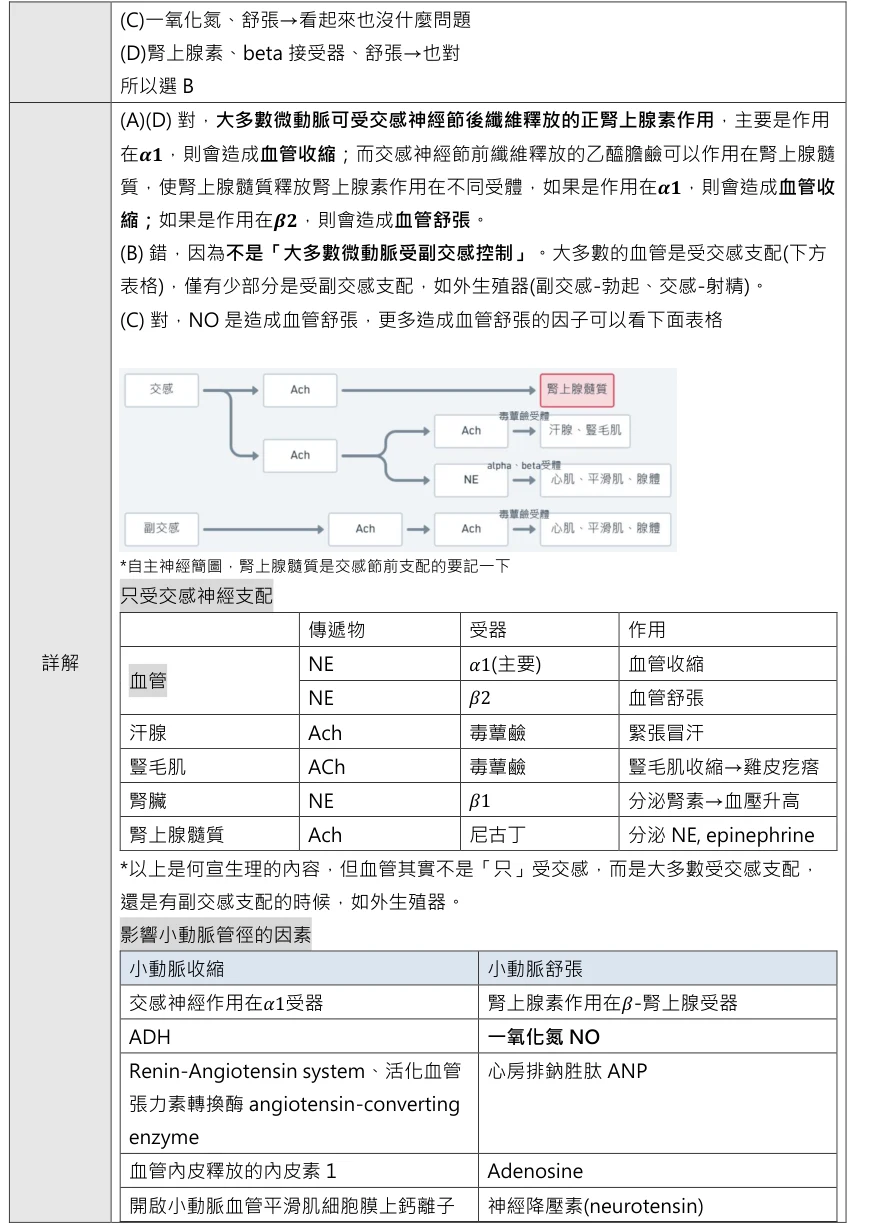 (C)一氧化氮、舒張→看起來也沒什麼問題
(D)腎上腺素、beta 接受器、舒張→也對
所以選 B
詳解
(A)(D) 對，大多數微動脈可受交感神經節後纖維釋放的正腎上腺素作用，主要是作用
在α1，則會造成血管收縮；而交感神經節前纖維釋放的乙醯膽鹼可以作用在腎上腺髓
質，使腎上腺髓質釋放腎上腺素作用在不同受體，如果是作用在α1，則會造成血管收
縮；如果是作用在β2，則會造成血管舒張。
(B) 錯，因為不是「大多數微動脈受副交感控制」。大多數的血管是受交感支配(下方
表格)，僅有少部分是受副交感支配，如外生殖器(副交感-勃起、交感-射精)。
(C) 對，NO 是造成血管舒張，更多造成血管舒張的因子可以看下面表格
交感 Ach 腎上腺髓質
毒蕈鹼受體
Ach 汗腺、豎毛肌
Ach
alpha、beta受體
NE 心肌、平滑肌、腺體
毒蕈鹼受體
副交感 Ach Ach 心肌、平滑肌、腺體
*自主神經簡圖，腎上腺髓質是交感節前支配的要記一下
只受交感神經支配
傳遞物 受器 作用
血管 NE α1(主要) 血管收縮
NE β2 血管舒張
汗腺 Ach 毒蕈鹼 緊張冒汗
豎毛肌 ACh 毒蕈鹼 豎毛肌收縮→雞皮疙瘩
腎臟 NE β1 分泌腎素→血壓升高
腎上腺髓質 Ach 尼古丁 分泌 NE, epinephrine
*以上是何宣生理的內容，但血管其實不是「只」受交感，而是大多數受交感支配，
還是有副交感支配的時候，如外生殖器。
影響小動脈管徑的因素
小動脈收縮 小動脈舒張
交感神經作用在α1受器 腎上腺素作用在β-腎上腺受器
ADH 一氧化氮 NO
Renin-Angiotensin system、活化血管 心房排鈉胜肽 ANP
張力素轉換酶 angiotensin-converting
enzyme
血管內皮釋放的內皮素 1 Adenosine
開啟小動脈血管平滑肌細胞膜上鈣離子 神經降壓素(neurotensin)